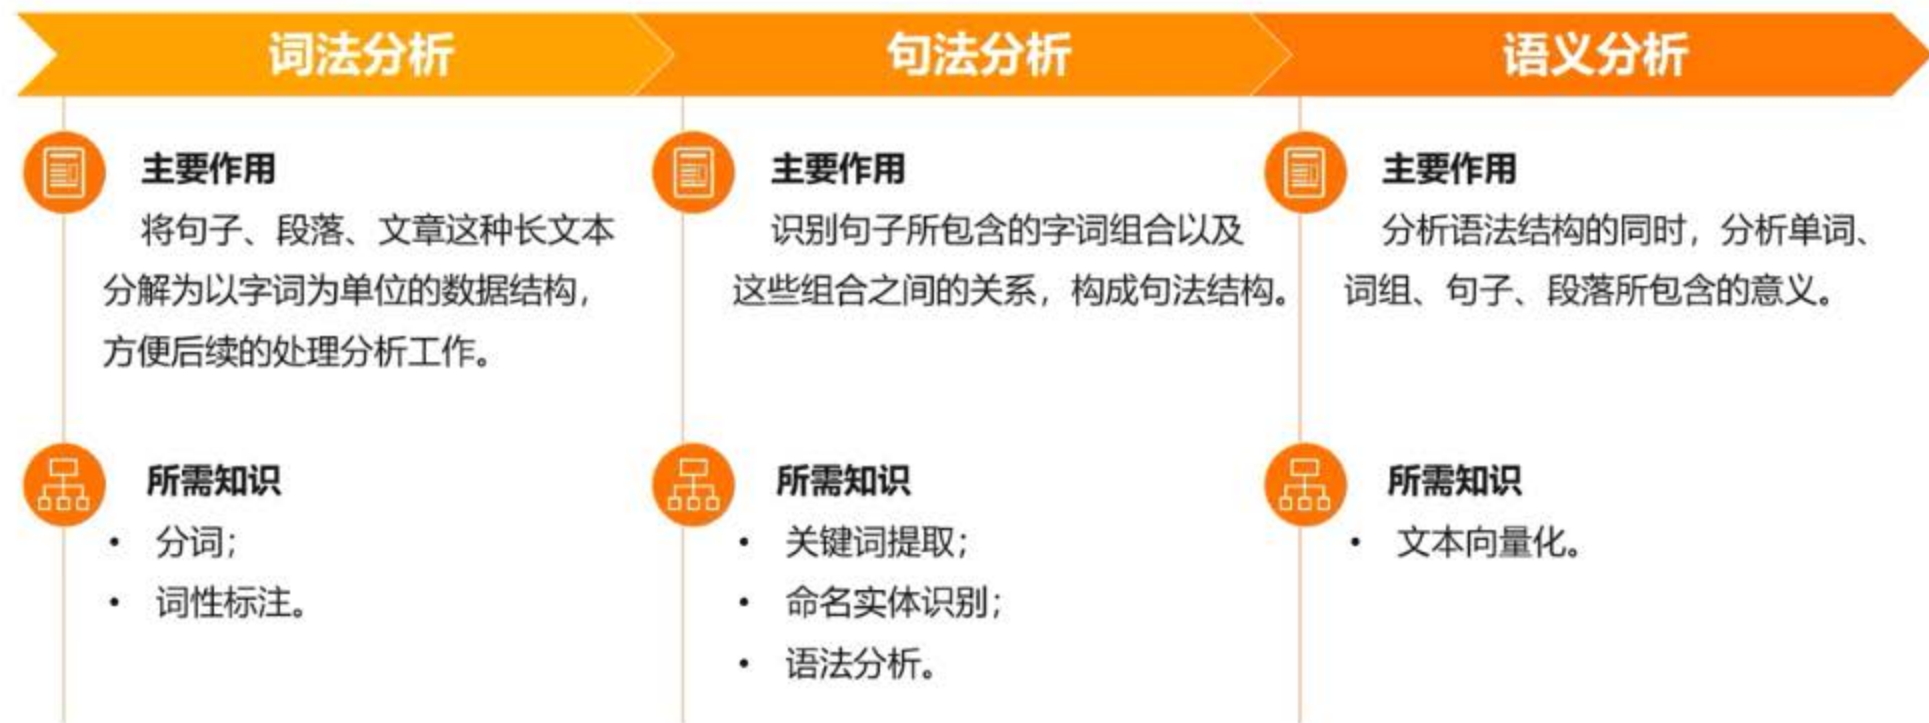 词法分析
句法分析
语义分析
主要作用
将句子、段落、文章这种长文本
分解为以字词为单位的数据结构，
方便后续的处理分析工作。
所需知识
• 分词；
• 词性标注。
主要作用
识别句子所包含的字词组合以及
这些组合之间的关系，构成句法结构。
所需知识
• 关键词提取；
• 命名实体识别；
• 语法分析。
主要作用
分析语法结构的同时，分析单词、
词组、句子、段落所包含的意义。
所需知识
• 文本向量化。